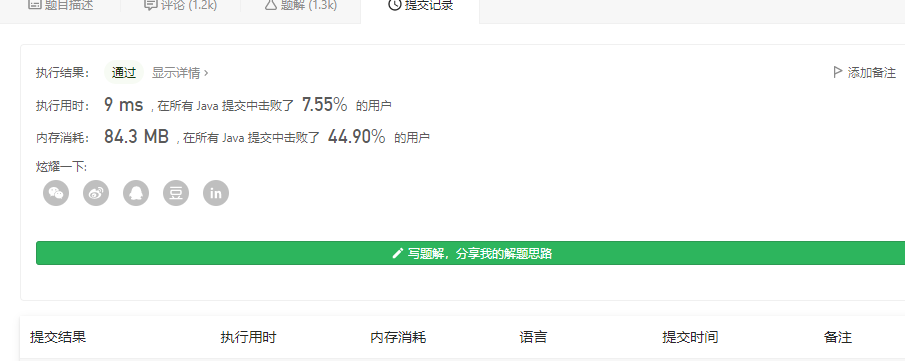 题目描述 评论 (1.2k) 题解 (1.3k) 提交记录
执行结果： 通过 显示详情 › 添加备注
执行用时： 9 ms , 在所有 Java 提交中击败了 7.55% 的用户
内存消耗： 84.3 MB , 在所有 Java 提交中击败了 44.90% 的用户
炫耀一下:
豆 in
写题解，分享我的解题思路
提交结果 执行用时 内存消耗 语言 提交时间 备注